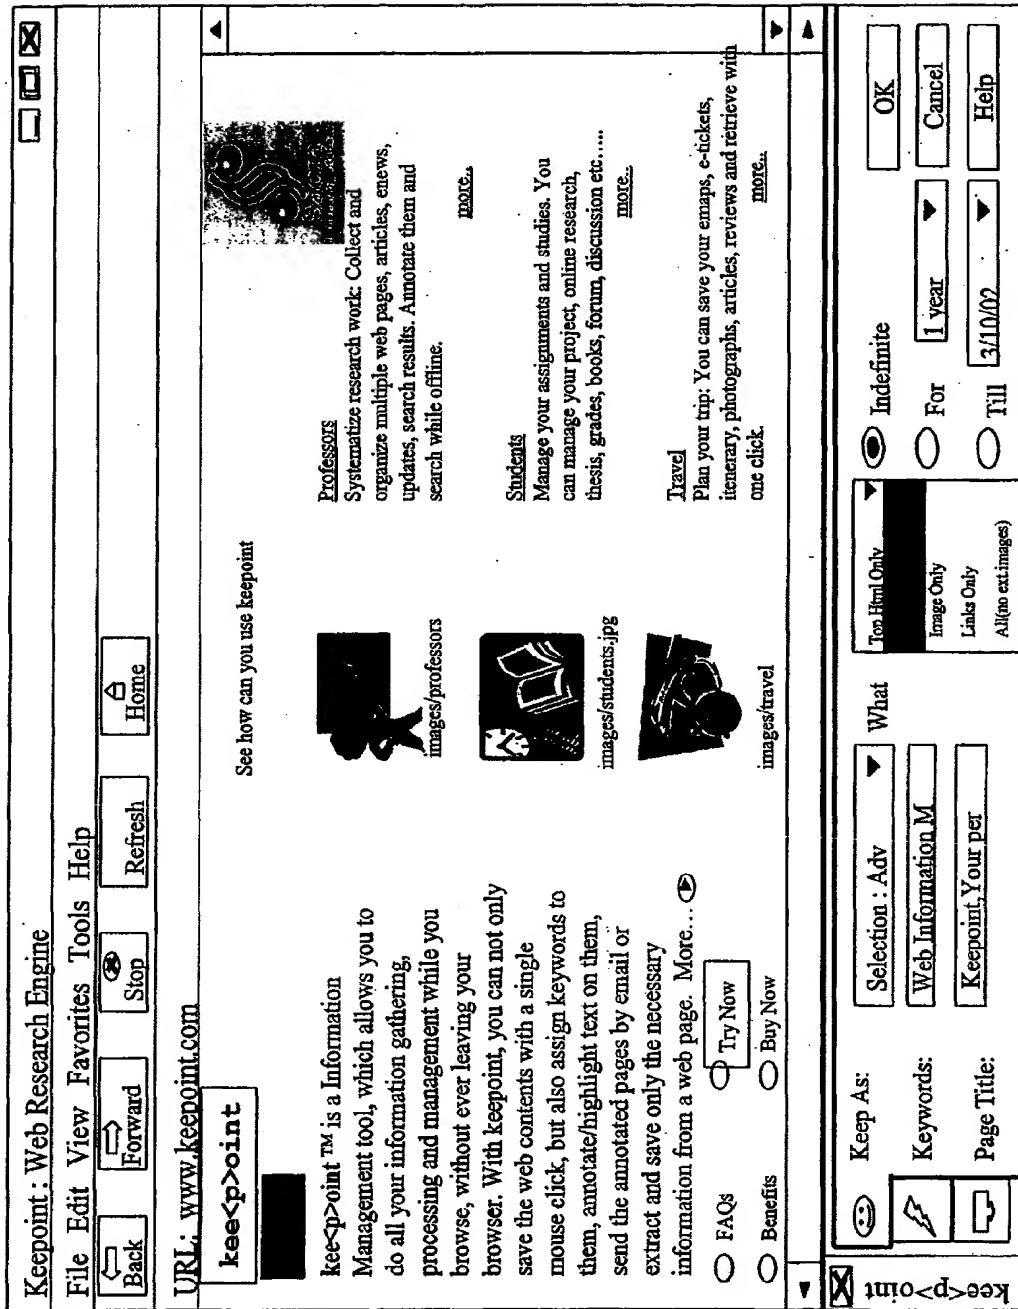 Keepoint : Web Research Engine
File Edit View Favorites Tools Help
Back
Forward
Stop
Refresh
Home
URL: www.keepoint.com
kee<p>oint
kee<p>oint ™ is a Information
Management tool, which allows you to
do all your information gathering,
processing and management while you
browse, without ever leaving your
browser. With keepoint, you can not only
save the web contents with a single
mouse click, but also assign keywords to
them, annotate/highlight text on them,
send the annotated pages by email or
extract and save only the necessary
information from a web page. More...
FAQs
Try Now
Benefits
Buy Now
See how can you use keepoint
images/professors
Professors
Systematize research work: Collect and
organize multiple web pages, articles, enews,
updates, search results. Annotate them and
search while offline.
more..
images/students.jpg
Students
Manage your assignments and studies. You
can manage your project, online research,
thesis, grades, books, forum, discussion etc.....
more..
images/travel
Travel
Plan your trip: You can save your emaps, e-tickets,
itenerary, photographs, articles, reviews and retrieve with
one click.
more..
kee<p>oint
Keep As:
Selection : Adv
What
Top Html Only
Image Only
Links Only
All(no ext.images)
Indefinite
OK
Keywords:
Web Information M
For
1 year
Cancel
Page Title:
Keepoint,Your per
Till
3/10/02
Help